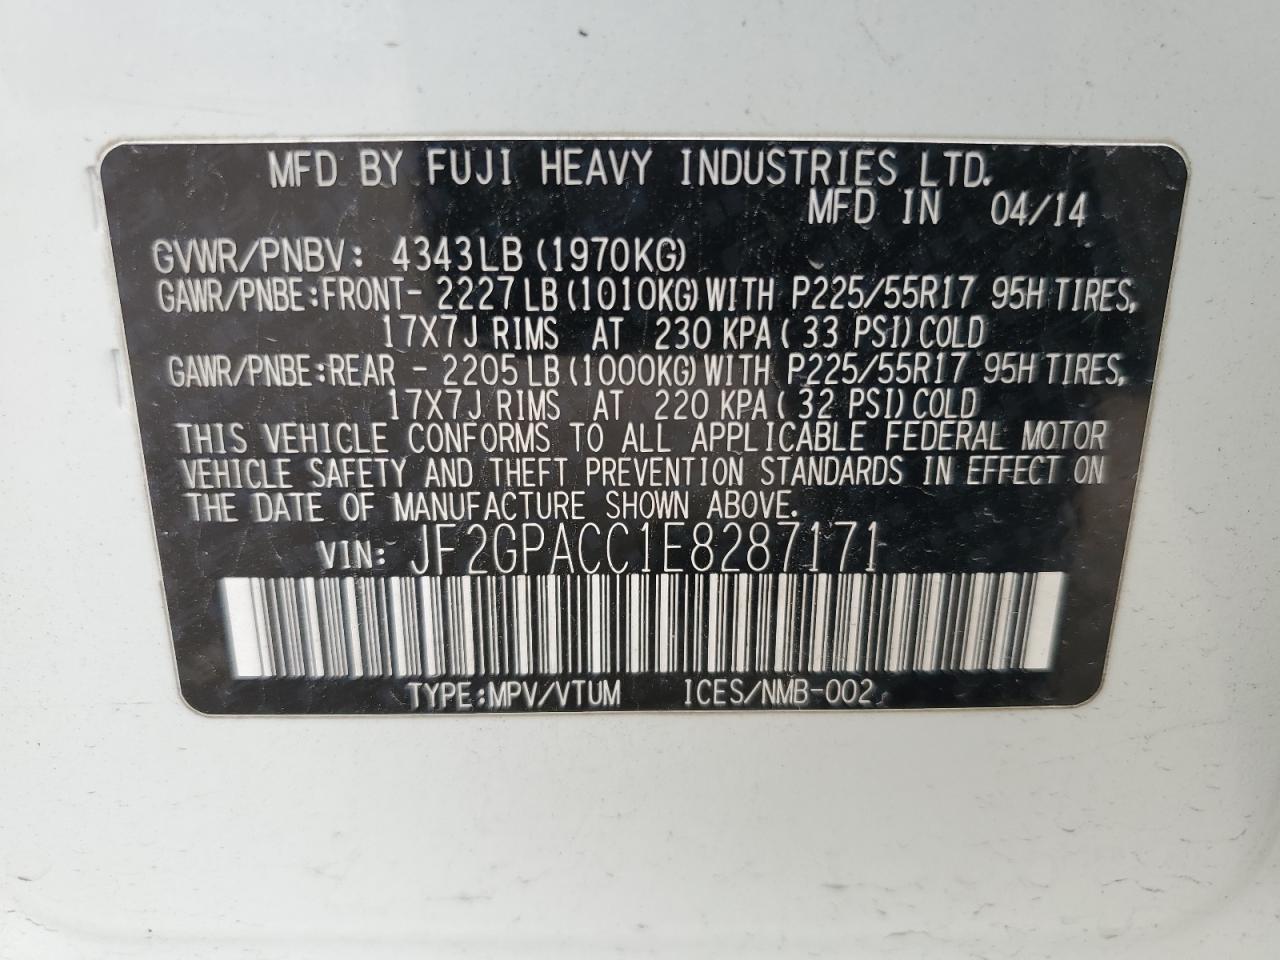 MFD BY FUJI HEAVY INDUSTRIES LTD.
MFD IN 04/14
GVWR/PNBV: 4343LB (1970KG)
GAWR/PNBE:FRONT- 2227LB (1010KG) WITH P225/55R17 95H TIRES,
17X7J RIMS AT 230 KPA ( 33 PSI) COLD
GAWR/PNBE:REAR - 2205LB (1000KG) WITH P225/55R17 95H TIRES,
17X7J RIMS AT 220 KPA ( 32 PSI) COLD
THIS VEHICLE CONFORMS TO ALL APPLICABLE FEDERAL MOTOR
VEHICLE SAFETY AND THEFT PREVENTION STANDARDS IN EFFECT ON
THE DATE OF MANUFACTURE SHOWN ABOVE.
VIN: JF2GPACC1E8287171
TYPE:MPV/VTUM ICES/NMB-002